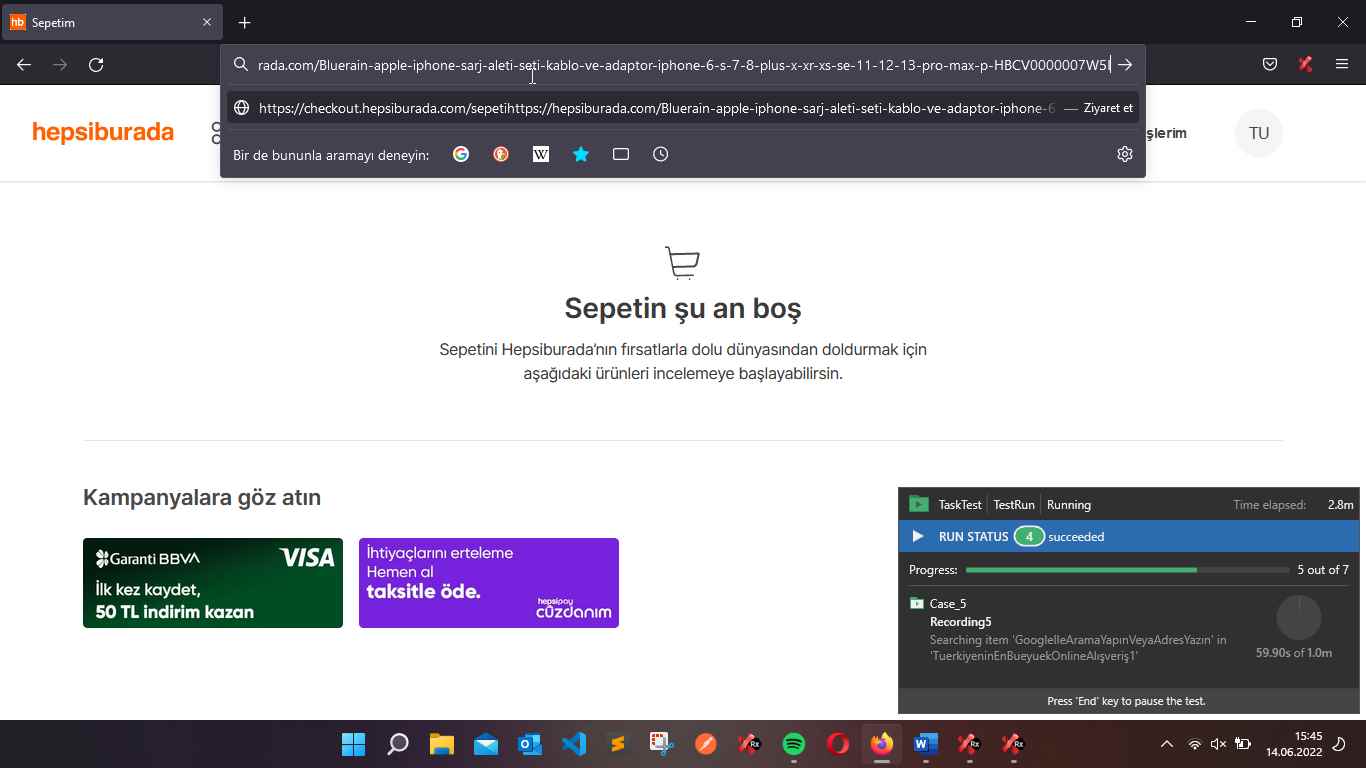 hb Sepetim
rada.com/Bluerain-apple-iphone-sarj-aleti-seti-kablo-ve-adaptor-iphone-6-s-7-8-plus-x-xr-xs-se-11-12-13-pro-max-p-HBCV0000007W5I
https://checkout.hepsiburada.com/sepetihttps://hepsiburada.com/Bluerain-apple-iphone-sarj-aleti-seti-kablo-ve-adaptor-iphone-6 — Ziyaret et
hepsiburada
şlerim
TU
Bir de bununla aramayı deneyin:
Sepetin şu an boş
Sepetini Hepsiburada'nın fırsatlarla dolu dünyasından doldurmak için
aşağıdaki ürünleri incelemeye başlayabilirsin.
Kampanyalara göz atın
Garanti BBVA VISA
İlk kez kaydet,
50 TL indirim kazan
İhtiyaçlarını erteleme
Hemen al
taksitle öde.
hepsipay
cüzdanım
TaskTest TestRun Running Time elapsed: 2.8m
RUN STATUS 4 succeeded
Progress: 5 out of 7
Case_5
Recording5
Searching item 'GooglelleAramaYapınVeyaAdresYazın' in
'TuerkiyeninEnBueyuekOnlineAlışveriş1'
59.90s of 1.0m
Press 'End' key to pause the test.
15:45
14.06.2022